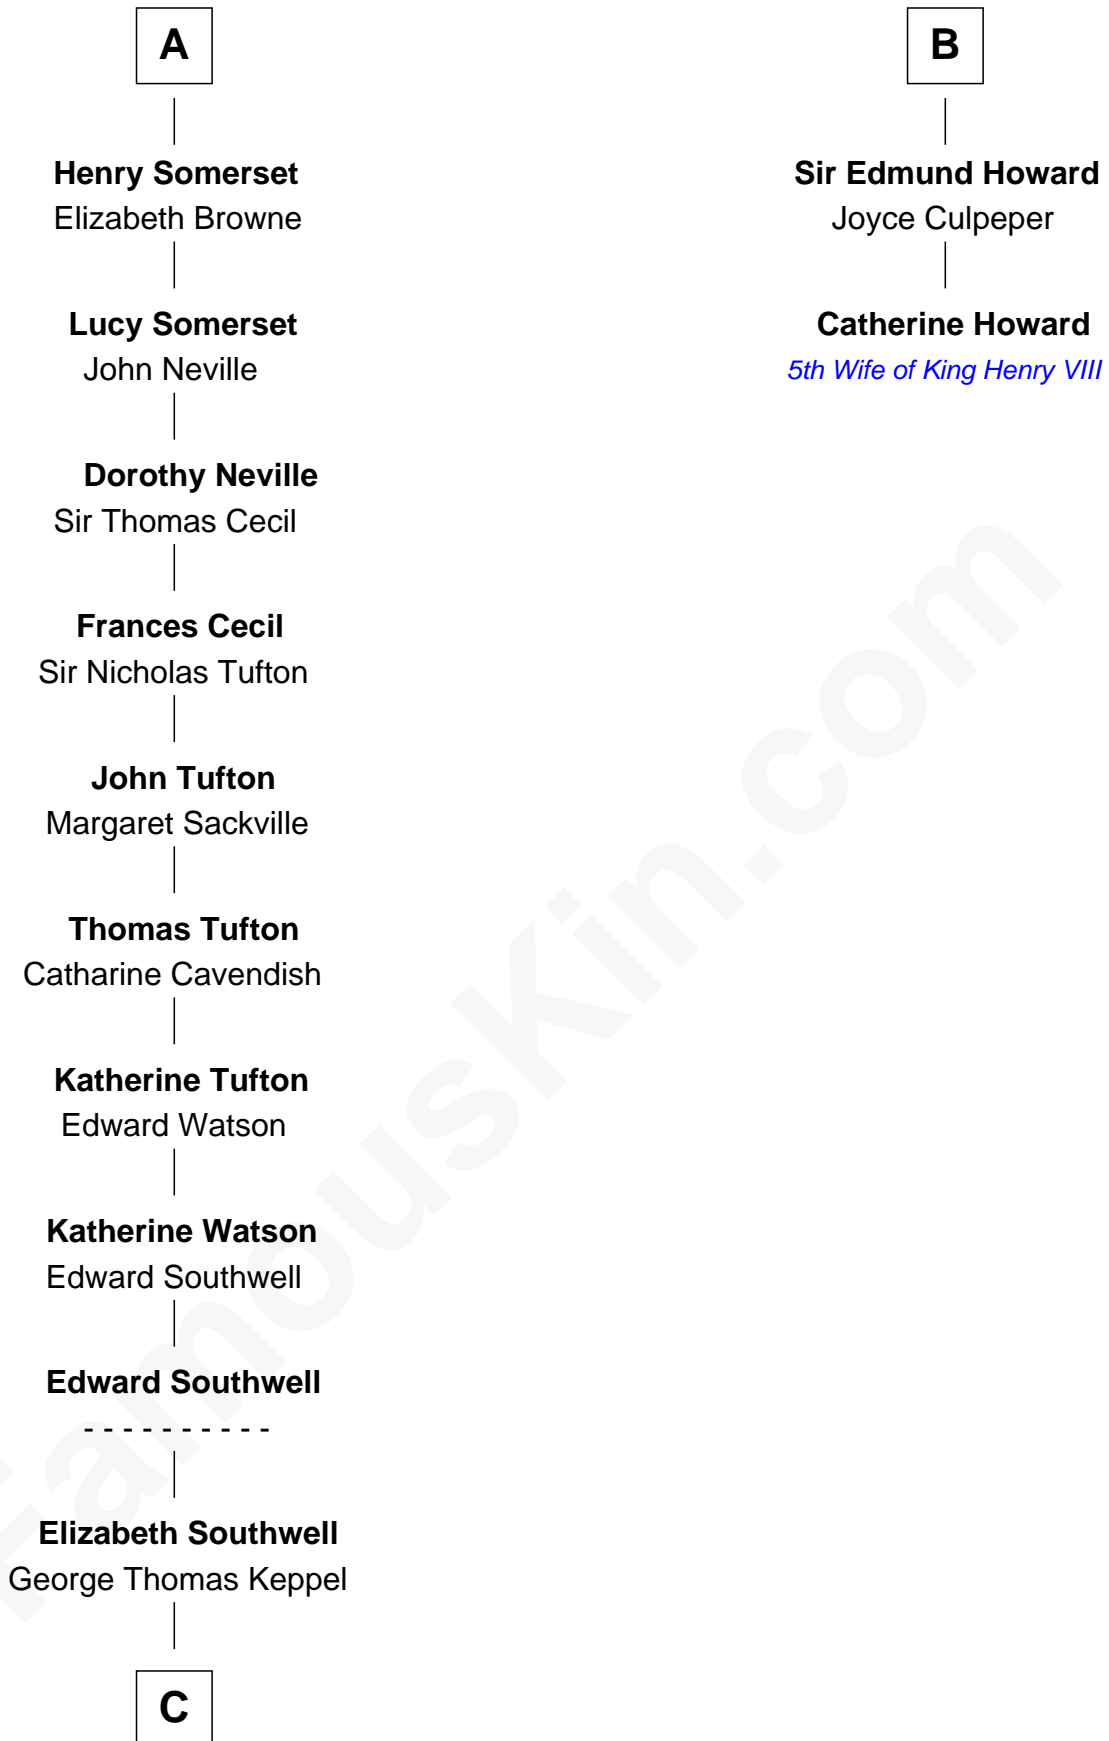 A
Henry Somerset
Elizabeth Browne
Lucy Somerset
John Neville
Dorothy Neville
Sir Thomas Cecil
Frances Cecil
Sir Nicholas Tufton
John Tufton
Margaret Sackville
Thomas Tufton
Catharine Cavendish
Katherine Tufton
Edward Watson
Katherine Watson
Edward Southwell
Edward Southwell
- - - - - - - - - -
Elizabeth Southwell
George Thomas Keppel
C
B
Sir Edmund Howard
Joyce Culpeper
Catherine Howard
5th Wife of King Henry VIII
FamousKin.com